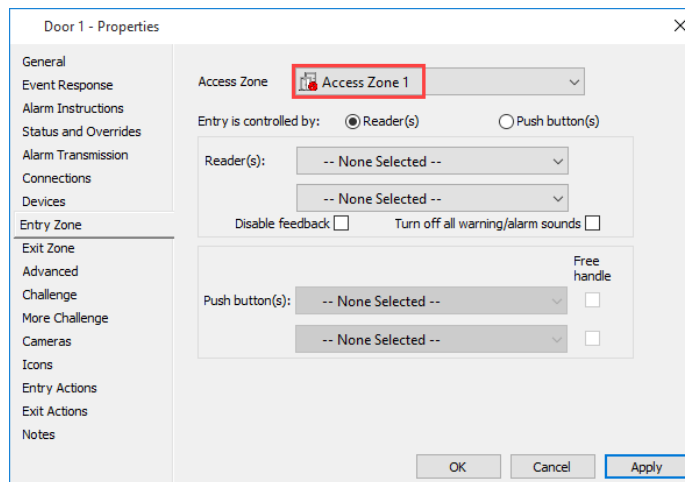 Door 1 - Properties
General
Event Response
Alarm Instructions
Status and Overrides
Alarm Transmission
Connections
Devices
Entry Zone
Exit Zone
Advanced
Challenge
More Challenge
Cameras
Icons
Entry Actions
Exit Actions
Notes
Access Zone Access Zone 1
Entry is controlled by: Reader(s) Push button(s)
Reader(s): -- None Selected --
-- None Selected --
Disable feedback Turn off all warning/alarm sounds
Free
handle
Push button(s): -- None Selected --
-- None Selected --
OK Cancel Apply